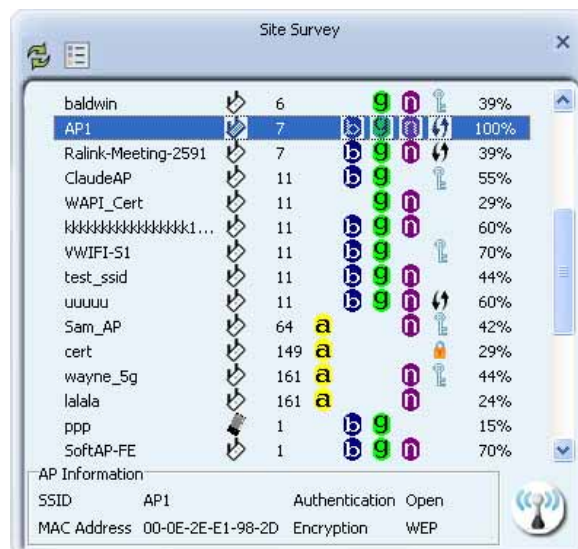 Site Survey
baldwin 6 g n 39%
AP1 7 b g n 100%
Ralink-Meeting-2591 7 b g n 39%
ClaudeAP 11 b g 55%
WAPI_Cert 11 g n 29%
kkkkkkkkkkkkkkkkk1... 11 b g n 60%
VWIFI-S1 11 b g 70%
test_ssid 11 b g n 44%
uuuuu 11 b g n 60%
Sam_AP 64 a n 42%
cert 149 a 29%
wayne_5g 161 a n 44%
lalala 161 a n 24%
ppp 1 b g 15%
SoftAP-FE 1 b g n 70%
AP Information
SSID AP1 Authentication Open
MAC Address 00-0E-2E-E1-98-2D Encryption WEP